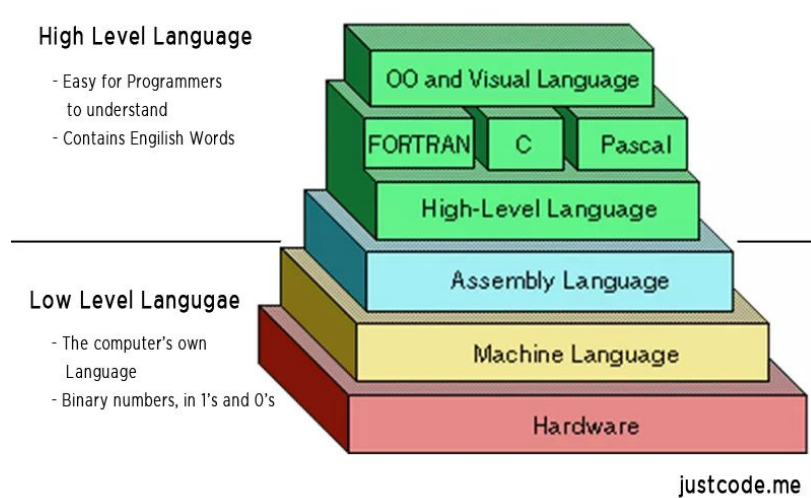 High Level Language
- Easy for Programmers
to understand
- Contains Engilish Words
OO and Visual Language
FORTRAN
C
Pascal
High-Level Language
Assembly Language
Low Level Langugae
- The computer's own
Language
- Binary numbers, in 1's and 0's
Machine Language
Hardware
justcode.me